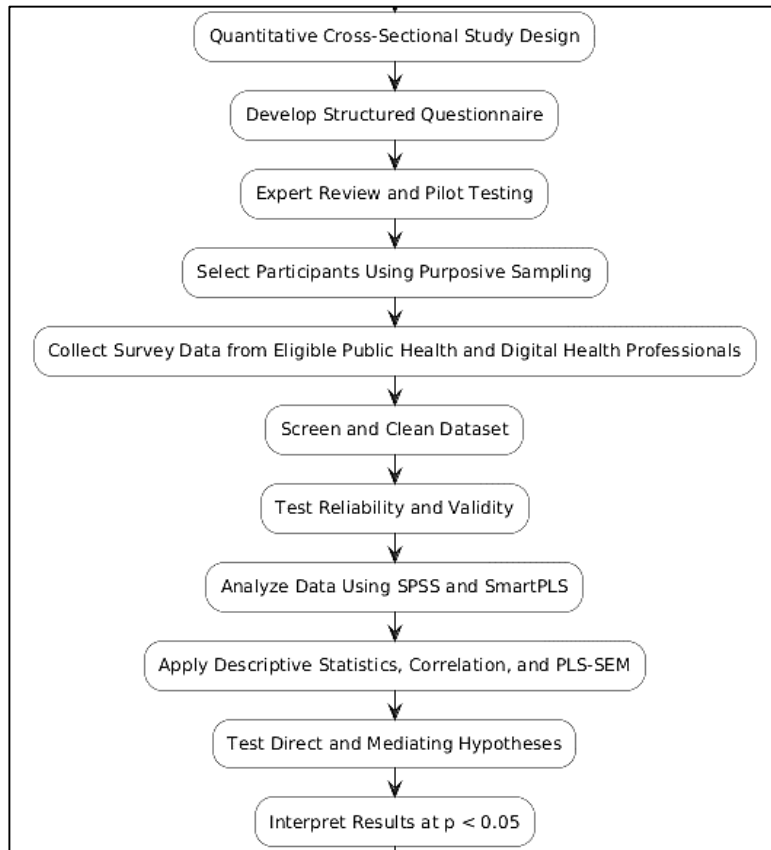 Quantitative Cross-Sectional Study Design
Develop Structured Questionnaire
Expert Review and Pilot Testing
Select Participants Using Purposive Sampling
Collect Survey Data from Eligible Public Health and Digital Health Professionals
Screen and Clean Dataset
Test Reliability and Validity
Analyze Data Using SPSS and SmartPLS
Apply Descriptive Statistics, Correlation, and PLS-SEM
Test Direct and Mediating Hypotheses
Interpret Results at p < 0.05